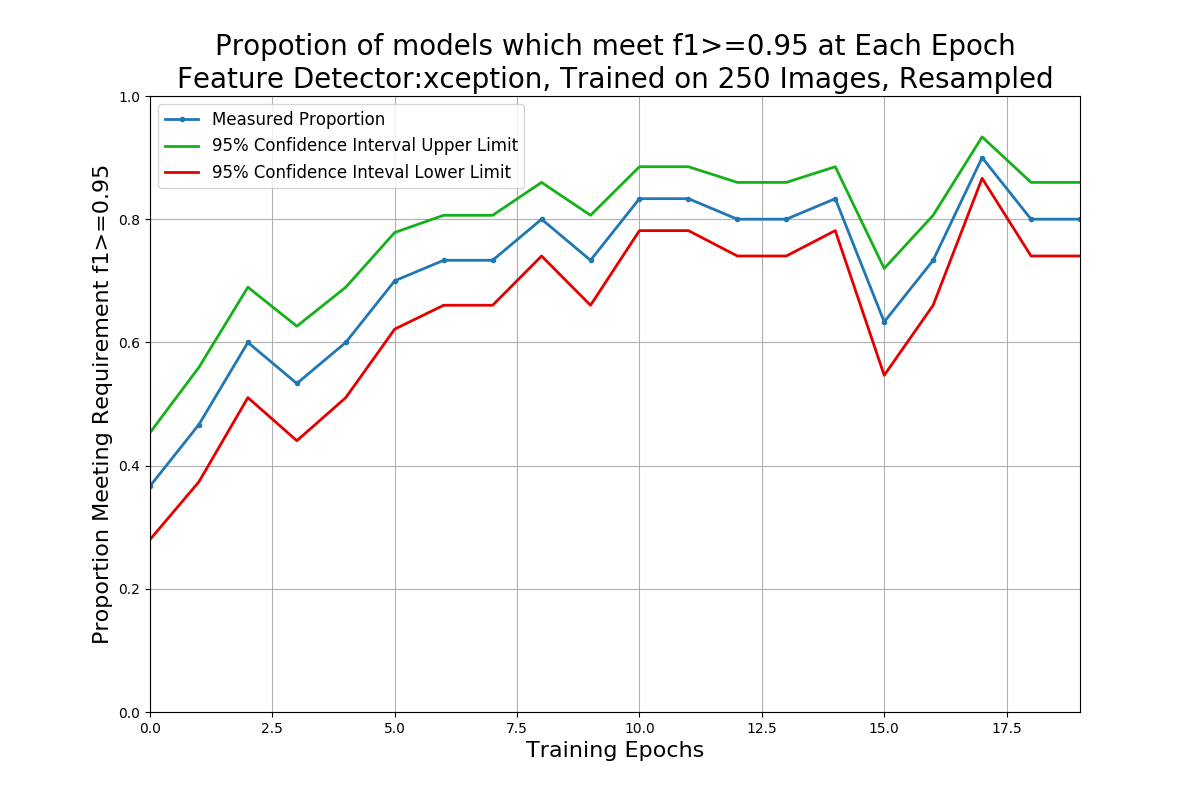 Propotion of models which meet f1>=0.95 at Each Epoch
Feature Detector:xception, Trained on 250 Images, Resampled
Measured Proportion
95% Confidence Interval Upper Limit
95% Confidence Inteval Lower Limit
Proportion Meeting Requirement f1>=0.95
1.0
0.8
0.6
0.4
0.2
0.0
0.0 2.5 5.0 7.5 10.0 12.5 15.0 17.5
Training Epochs